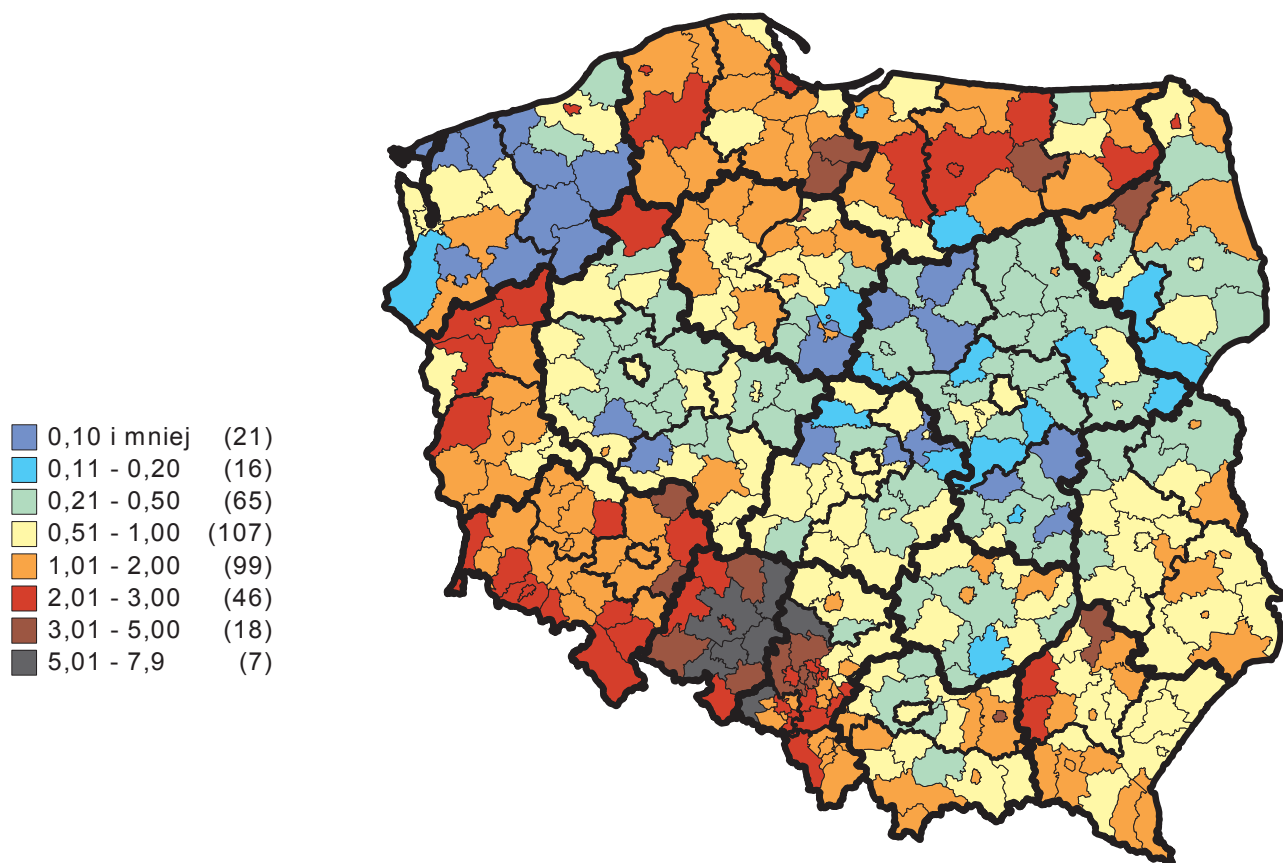 0,10 i mniej (21)
0,11 - 0,20 (16)
0,21 - 0,50 (65)
0,51 - 1,00 (107)
1,01 - 2,00 (99)
2,01 - 3,00 (46)
3,01 - 5,00 (18)
5,01 - 7,9 (7)